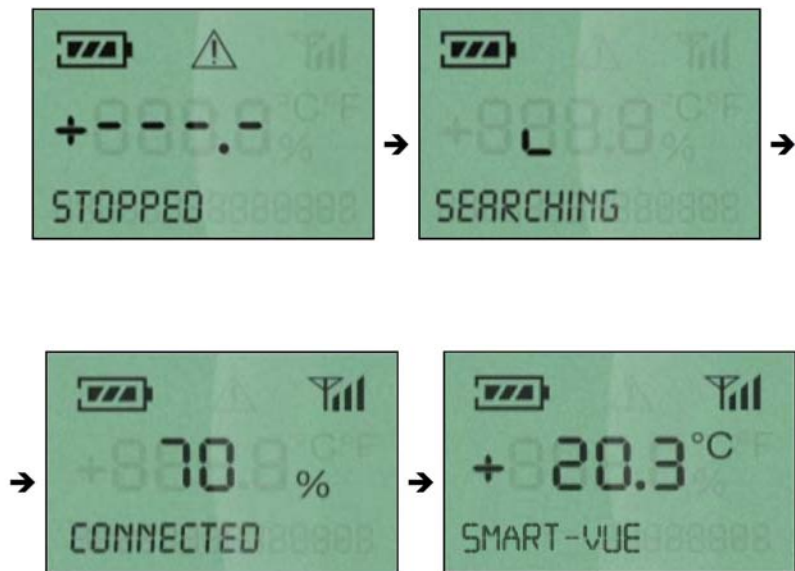 +---.-
STOPPED
SEARCHING
70 %
CONNECTED
+ 20.3 °C
SMART-VUE